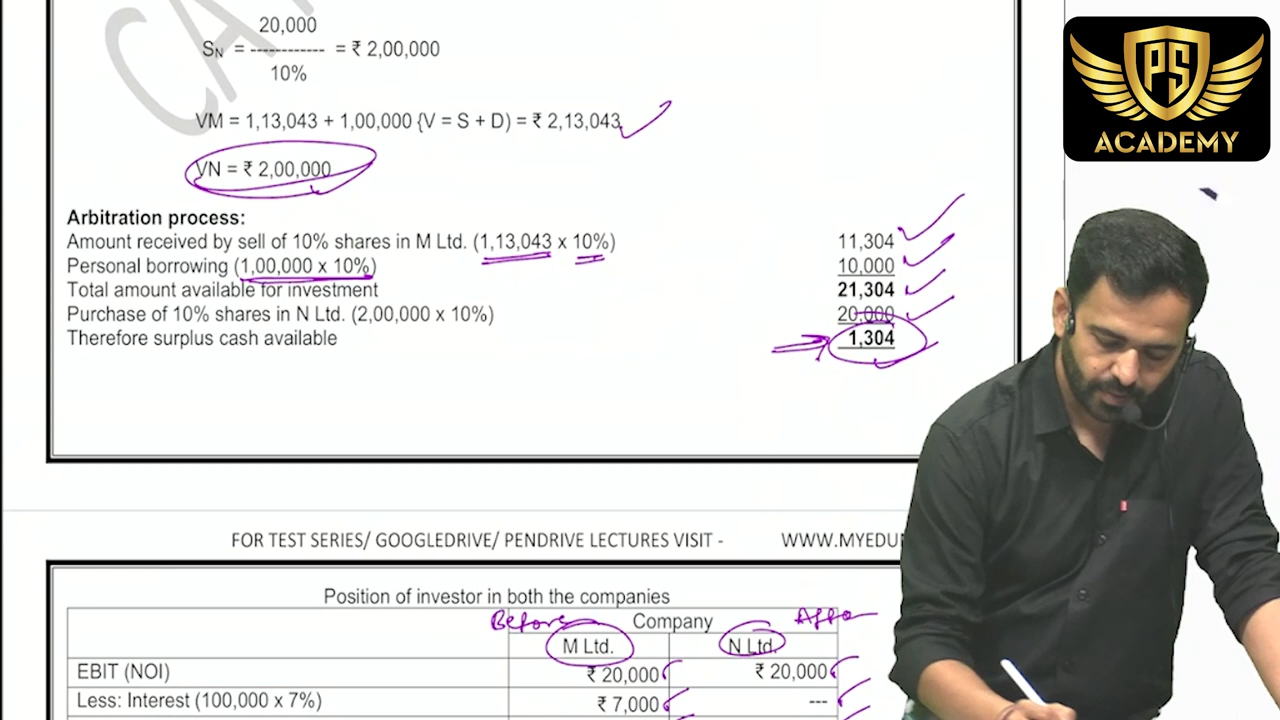 20,000
S_N = ------------ = ₹ 2,00,000
10%
VM = 1,13,043 + 1,00,000 {V = S + D) = ₹ 2,13,043
VN = ₹ 2,00,000
Arbitration process:
Amount received by sell of 10% shares in M Ltd. (1,13,043 x 10%) 11,304
Personal borrowing (1,00,000 x 10%) 10,000
Total amount available for investment 21,304
Purchase of 10% shares in N Ltd. (2,00,000 x 10%) 20,000
Therefore surplus cash available 1,304
PS
ACADEMY
FOR TEST SERIES/ GOOGLEDRIVE/ PENDRIVE LECTURES VISIT - WWW.MYEDU
Position of investor in both the companies
Before Company
M Ltd. N Ltd.
EBIT (NOI) ₹ 20,000 ₹ 20,000
Less: Interest (100,000 x 7%) ₹ 7,000 ---